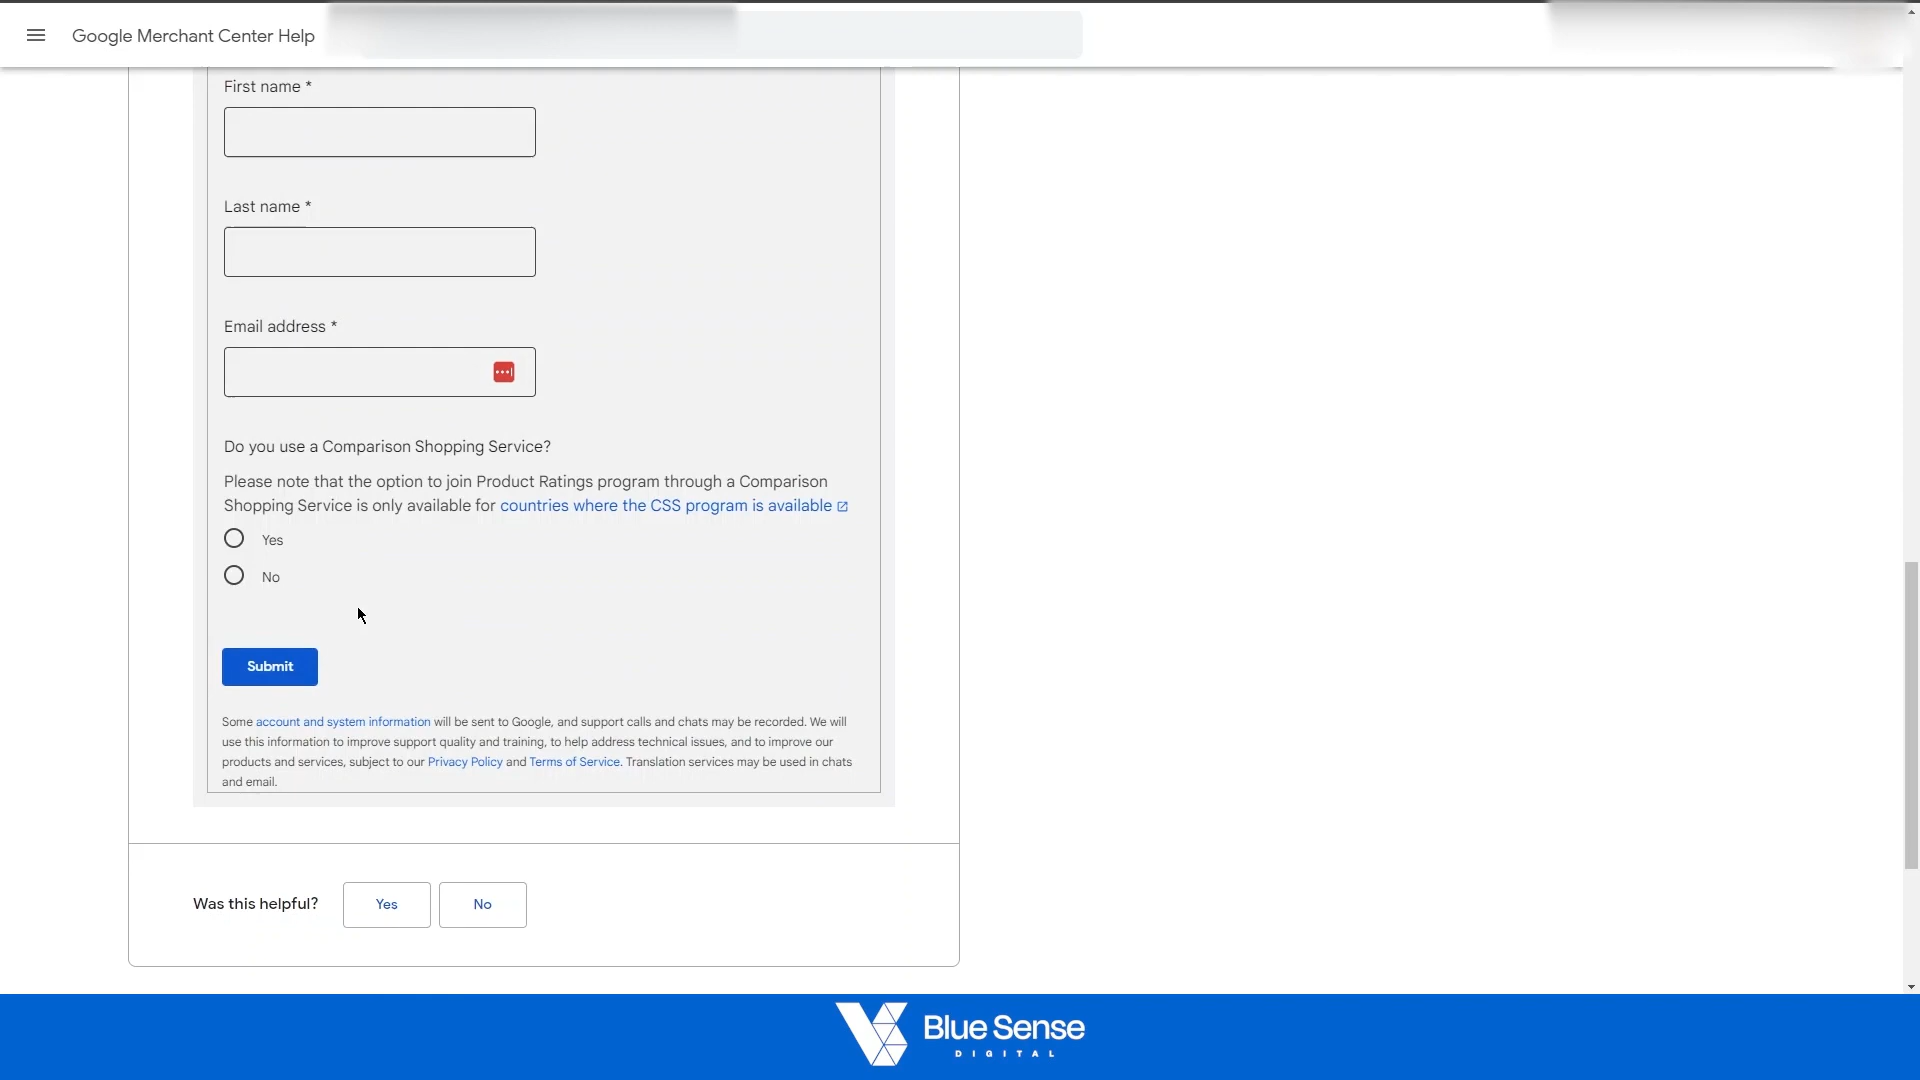 Google Merchant Center Help
First name *
Last name *
Email address *
Do you use a Comparison Shopping Service?
Please note that the option to join Product Ratings program through a Comparison
Shopping Service is only available for countries where the CSS program is available
Yes
No
Submit
Some account and system information will be sent to Google, and support calls and chats may be recorded. We will
use this information to improve support quality and training, to help address technical issues, and to improve our
products and services, subject to our Privacy Policy and Terms of Service. Translation services may be used in chats
and email.
Was this helpful? Yes No
Blue Sense
DIGITAL